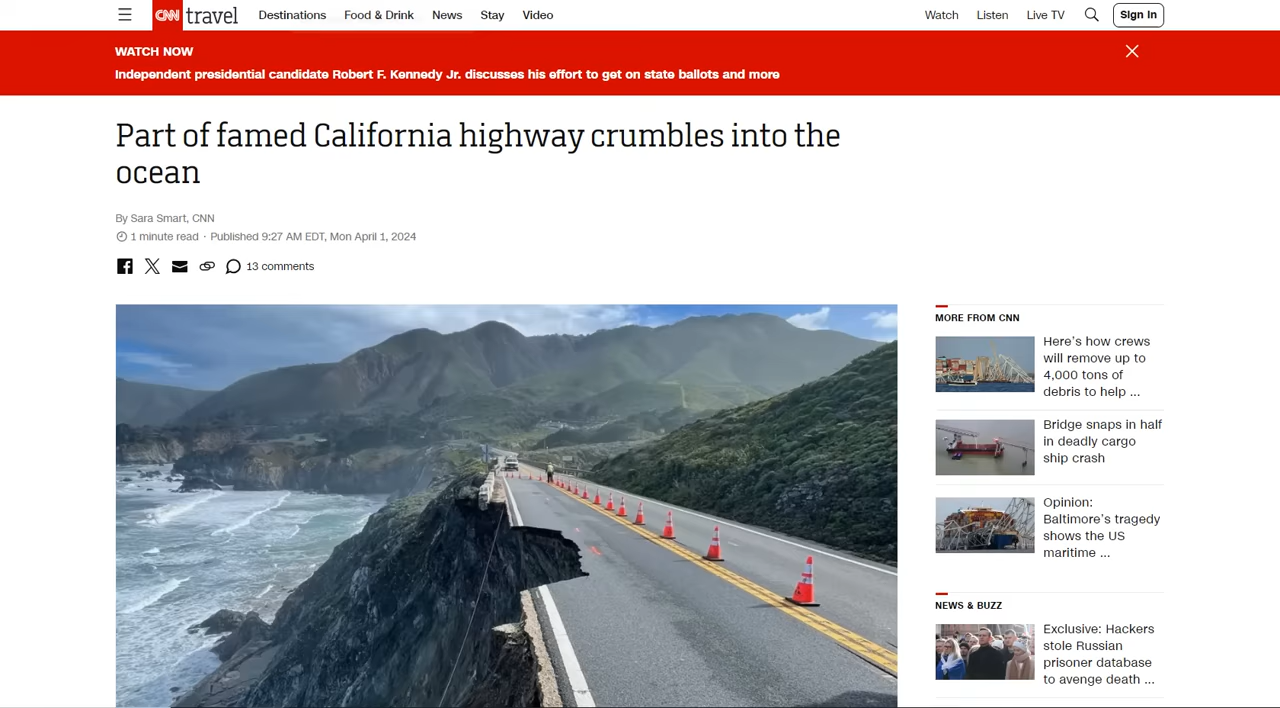 CNN travel Destinations Food & Drink News Stay Video Watch Listen Live TV Sign in
WATCH NOW
Independent presidential candidate Robert F. Kennedy Jr. discusses his effort to get on state ballots and more
Part of famed California highway crumbles into the
ocean
By Sara Smart, CNN
1 minute read · Published 9:27 AM EDT, Mon April 1, 2024
13 comments
MORE FROM CNN
Here's how crews
will remove up to
4,000 tons of
debris to help ...
Bridge snaps in half
in deadly cargo
ship crash
Opinion:
Baltimore's tragedy
shows the US
maritime ...
NEWS & BUZZ
Exclusive: Hackers
stole Russian
prisoner database
to avenge death ...